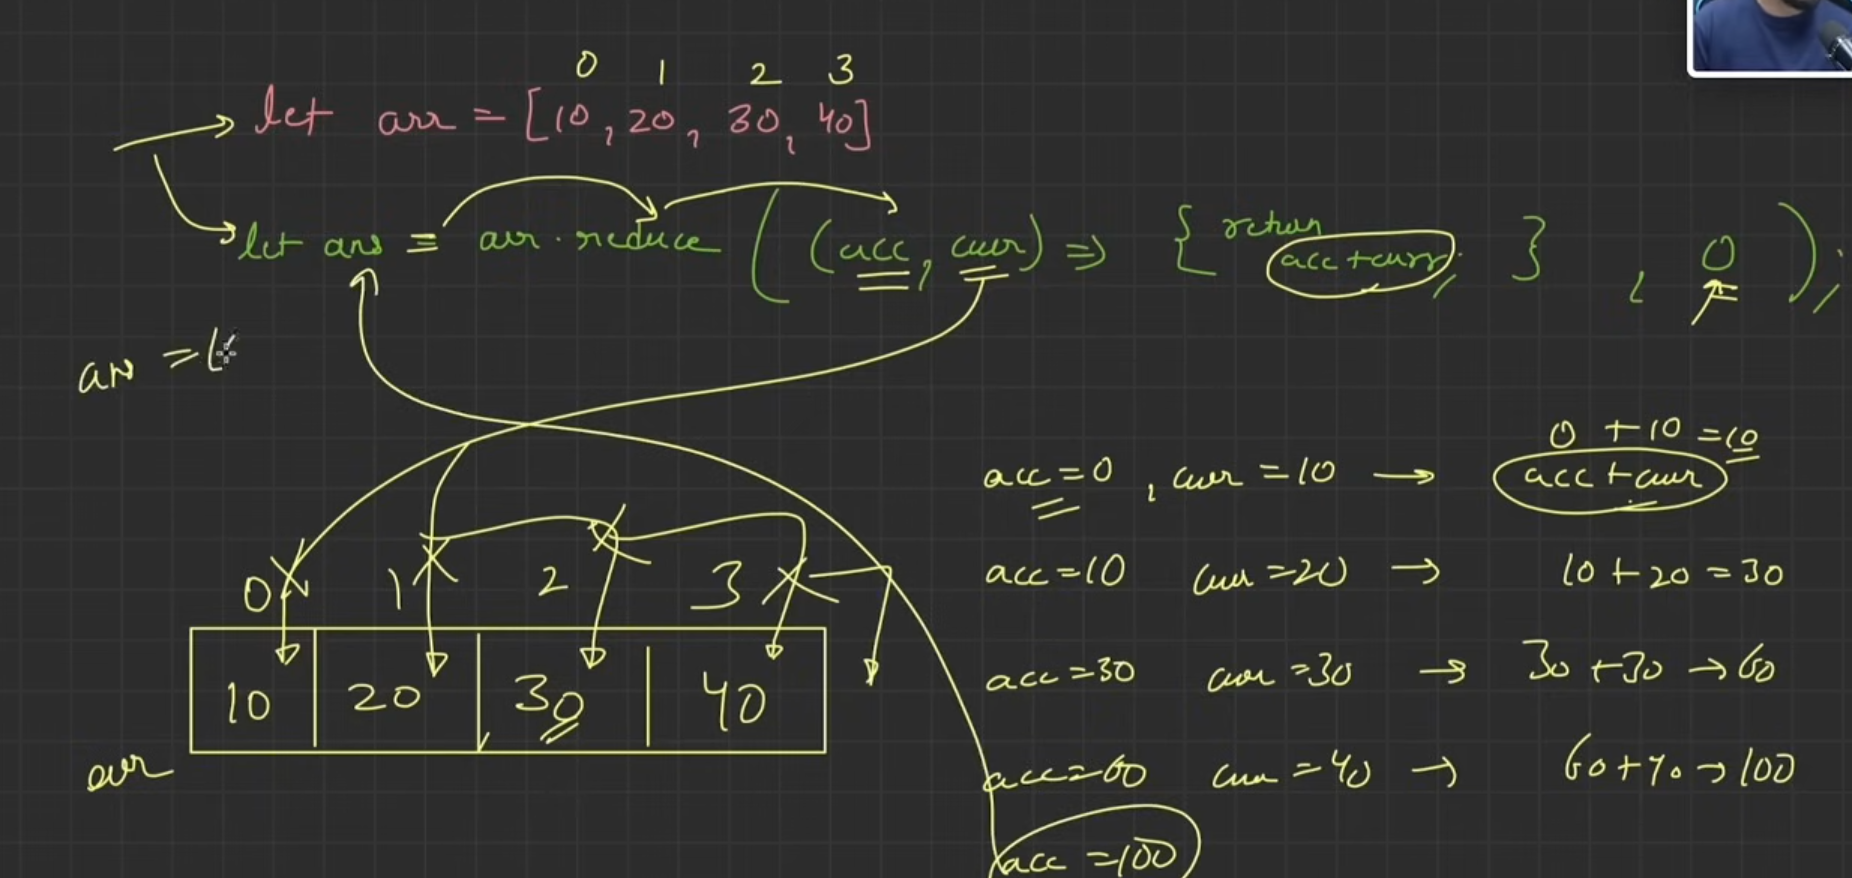 0 1 2 3
let arr = [10, 20, 30, 40]
let ans = arr.reduce ( (acc, curr) => { return acc+curr; } , 0 );
ans =
0 + 10 = 10
acc = 0 , curr = 10 → acc + curr
0 1 2 3
acc = 10 curr = 20 → 10 + 20 = 30
10 20 30 40
acc = 30 curr = 30 → 30 + 30 → 60
arr
acc = 60 curr = 40 → 60 + 40 → 100
acc = 100